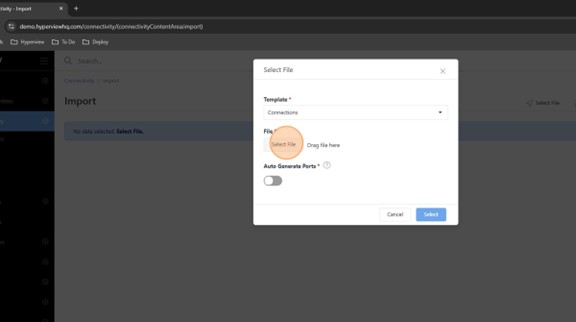 tivity - Import
demo.hyperviewhq.com/connectivity/(connectivityContentArea:import)
Hyperview To Do Deploy
Search...
Connectivity / Import
Import
Select File
No data selected. Select File.
Select File
Template *
Connections
File
Select File Drag file here
Auto Generate Ports *
Cancel Select